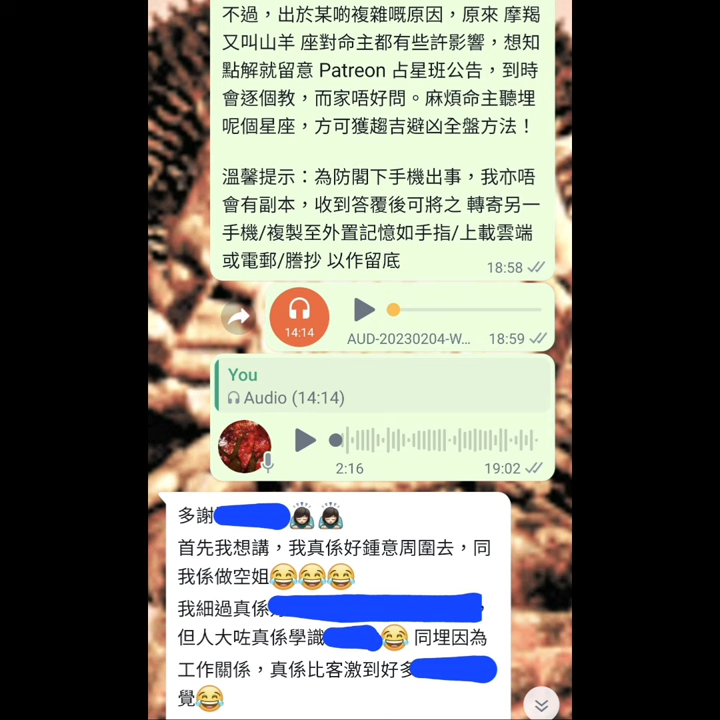 不過，出於某啲複雜嘅原因，原來 摩羯
又叫山羊 座對命主都有些許影響，想知
點解就留意 Patreon 占星班公告，到時
會逐個教，而家唔好問。麻煩命主聽埋
呢個星座，方可獲趨吉避凶全盤方法！
溫馨提示：為防閣下手機出事，我亦唔
會有副本，收到答覆後可將之 轉寄另一
手機/複製至外置記憶如手指/上載雲端
或電郵/謄抄 以作留底
18:58
14:14
AUD-20230204-W... 18:59
You
Audio (14:14)
2:16 19:02
多謝
首先我想講，我真係好鍾意周圍去，同
我係做空姐😂😂😂
我細過真係
但人大咗真係學識 😂 同埋因為
工作關係，真係比客激到好多
覺😂